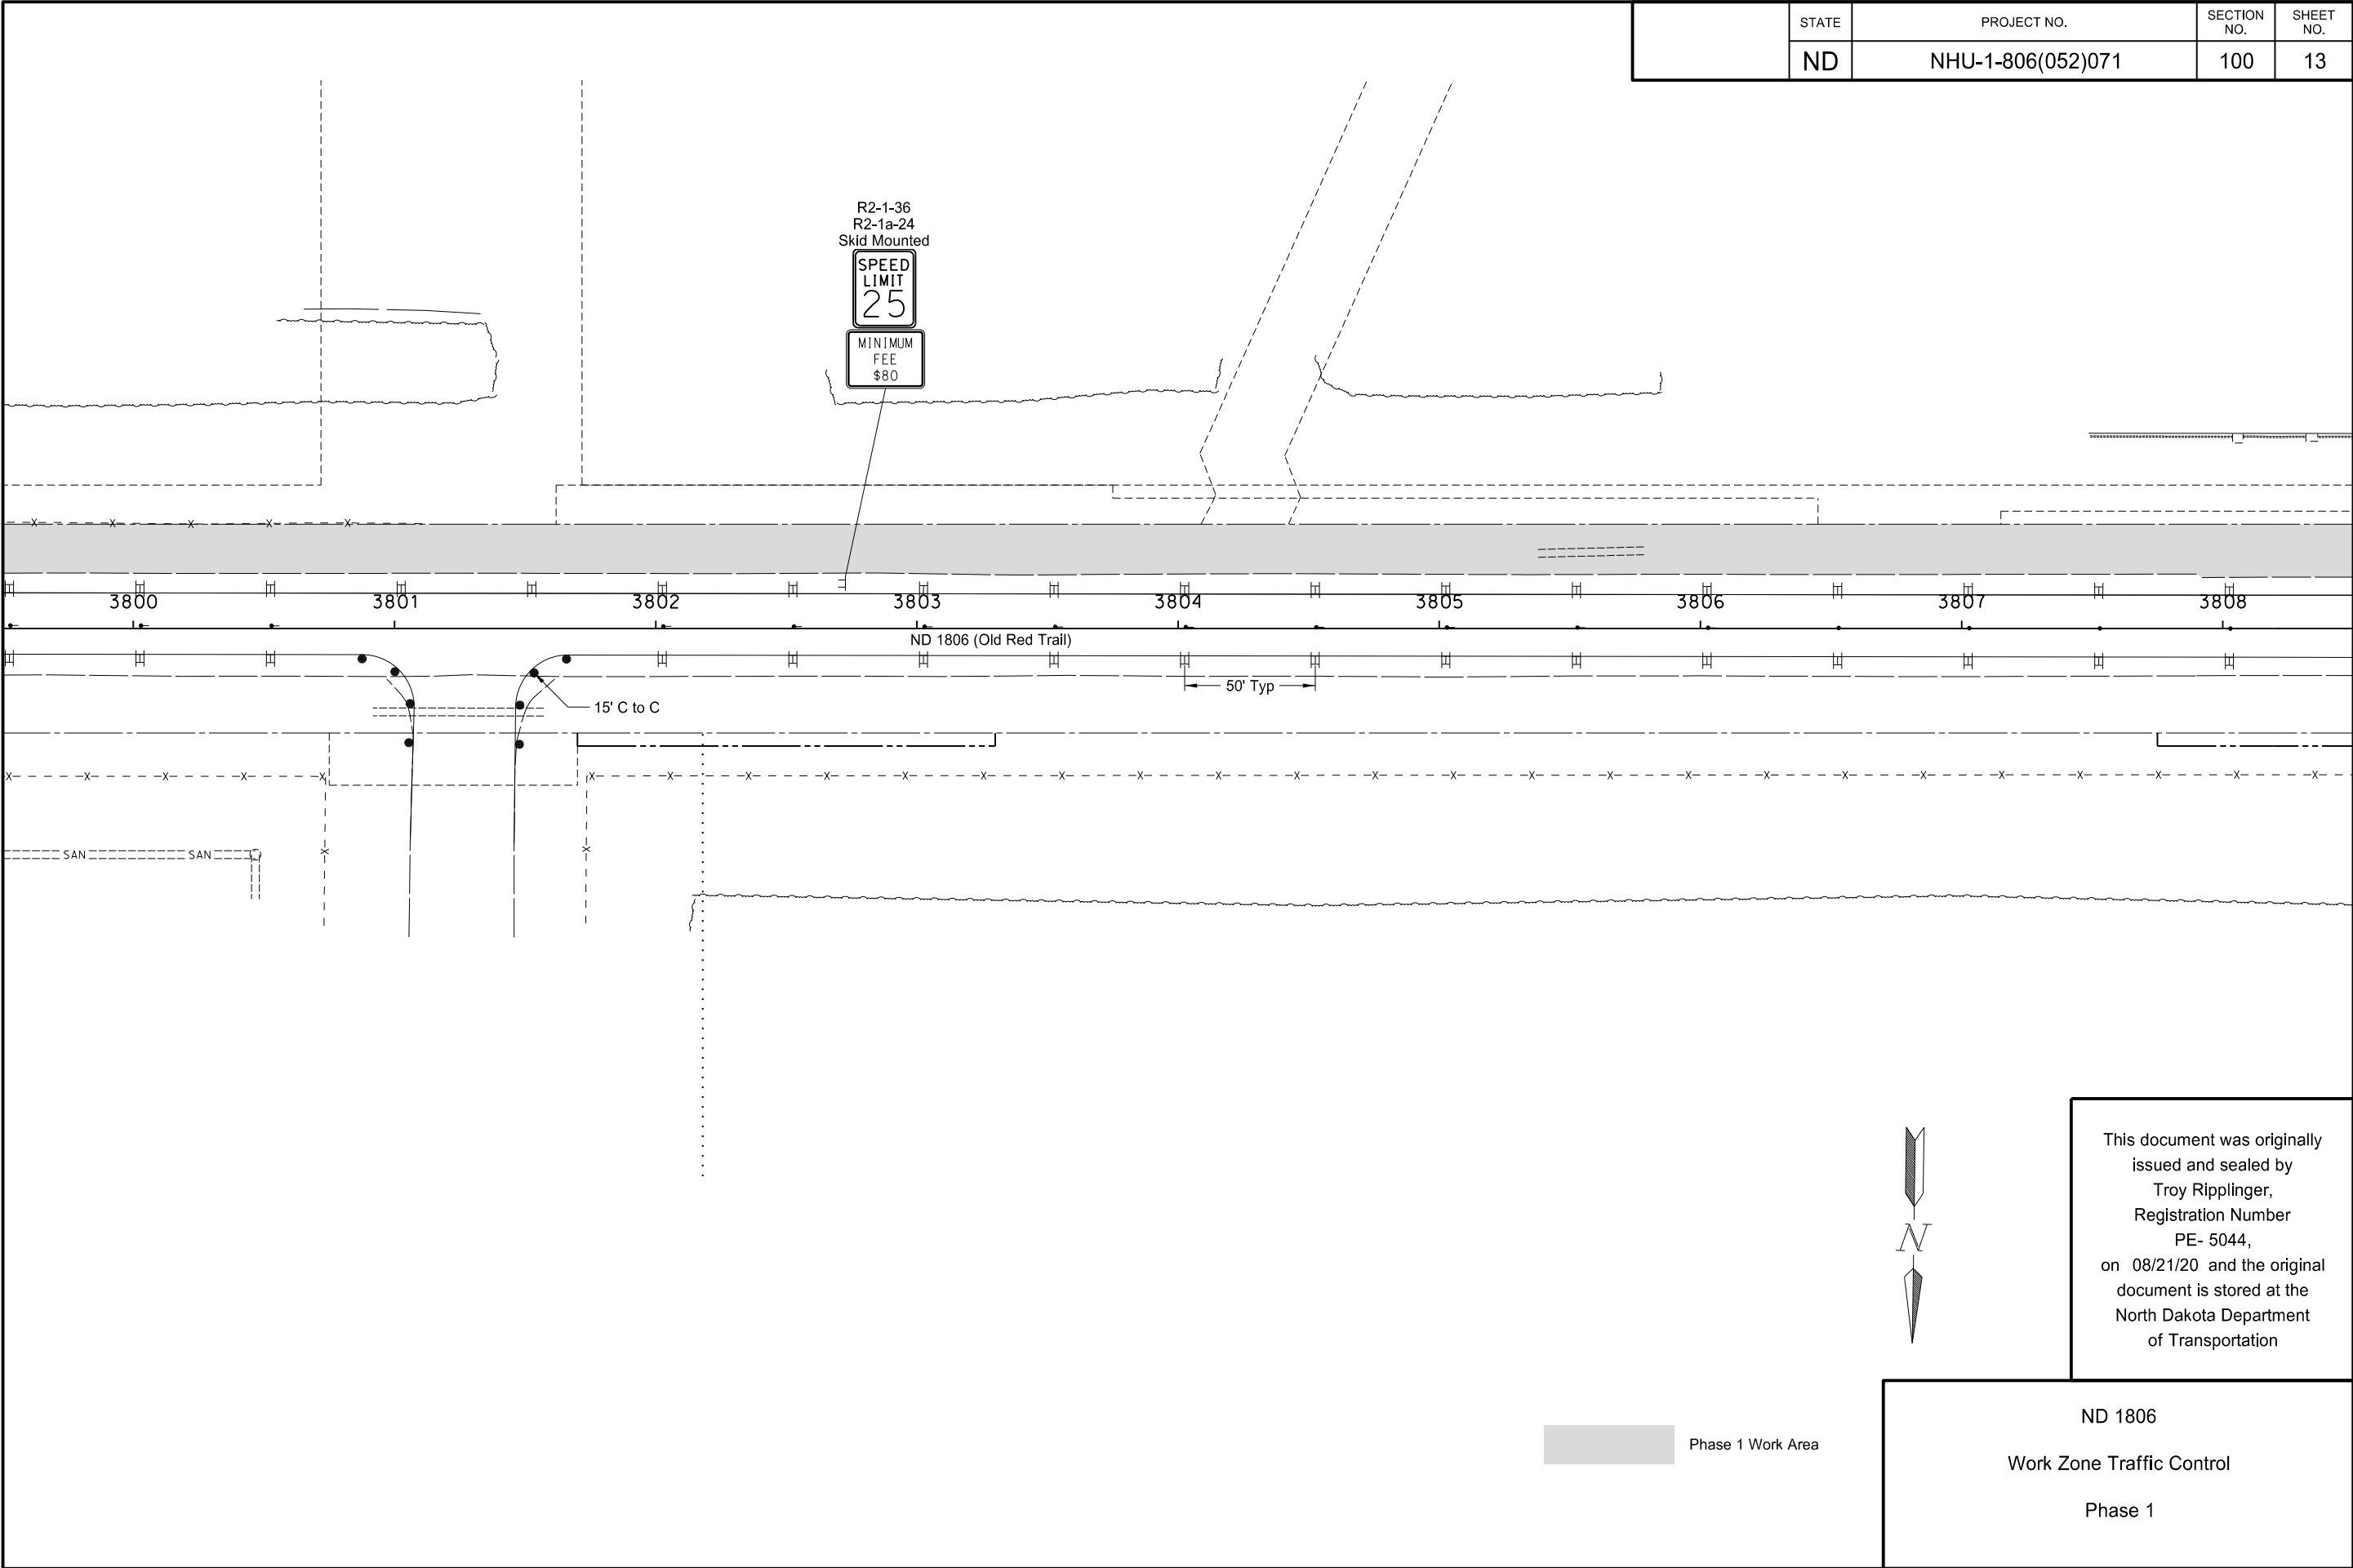 STATE
PROJECT NO.
SECTION NO.
SHEET NO.
ND
NHU-1-806(052)071
100
13
R2-1-36
R2-1a-24
Skid Mounted
SPEED
LIMIT
25
MINIMUM
FEE
$80
3800
3801
3802
3803
3804
3805
3806
3807
3808
ND 1806 (Old Red Trail)
50' Typ
15' C to C
SAN
SAN
N
This document was originally
issued and sealed by
Troy Ripplinger,
Registration Number
PE- 5044,
on 08/21/20 and the original
document is stored at the
North Dakota Department
of Transportation
Phase 1 Work Area
ND 1806
Work Zone Traffic Control
Phase 1